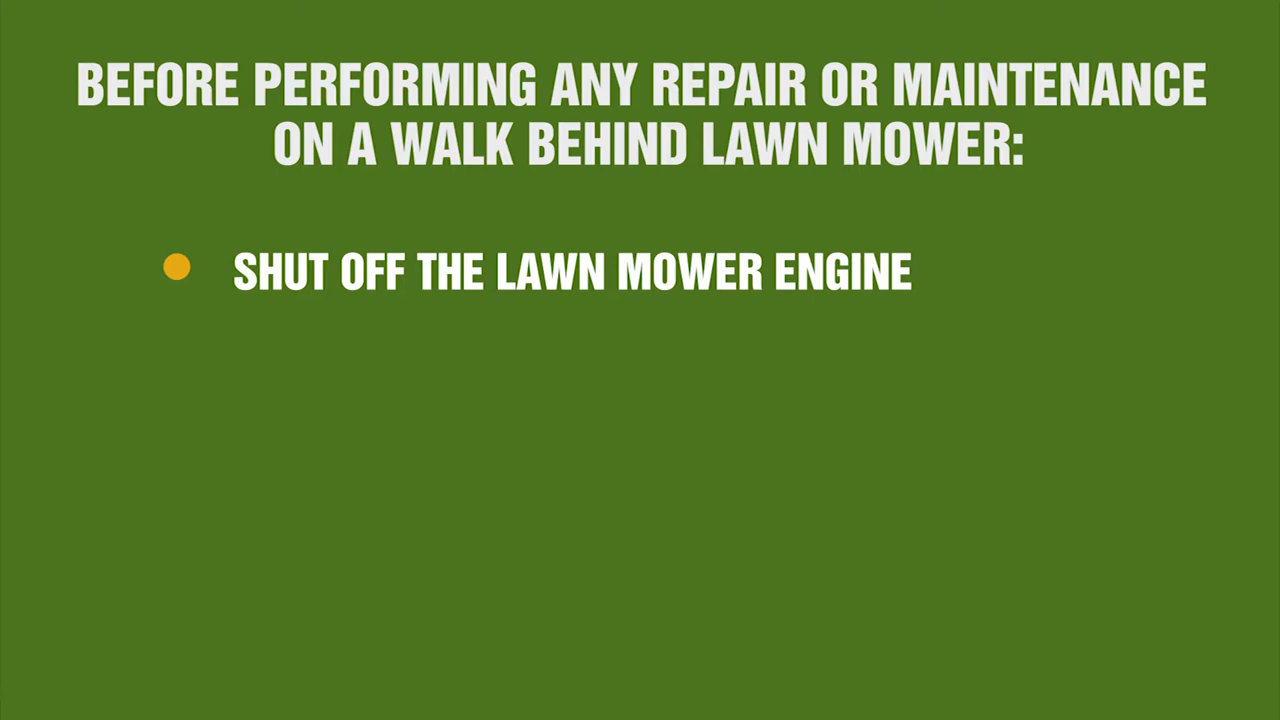 BEFORE PERFORMING ANY REPAIR OR MAINTENANCE
ON A WALK BEHIND LAWN MOWER:
SHUT OFF THE LAWN MOWER ENGINE